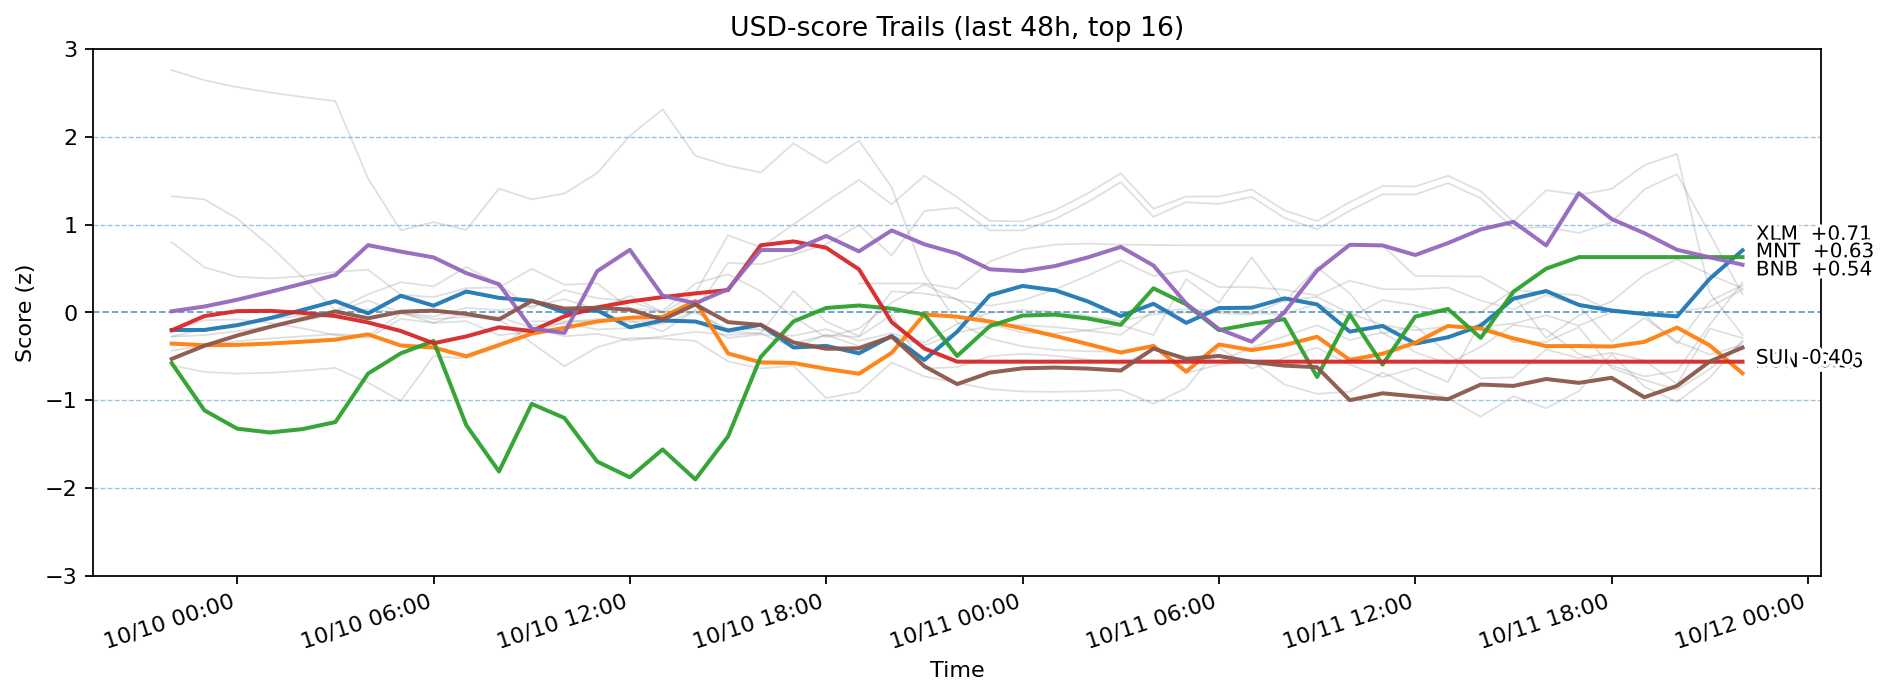 USD-score Trails (last 48h, top 16)
Score (z)
3
2
1
0
−1
−2
−3
XLM +0.71
MNT +0.63
BNB +0.54
SUI -0.40
10/10 00:00
10/10 06:00
10/10 12:00
10/10 18:00
10/11 00:00
10/11 06:00
10/11 12:00
10/11 18:00
10/12 00:00
Time